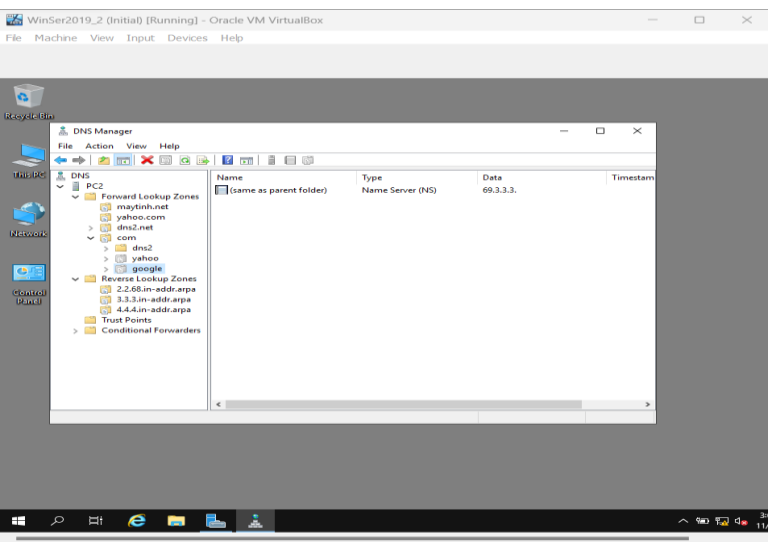 WinSer2019_2 (Initial) [Running] - Oracle VM VirtualBox
File Machine View Input Devices Help
Recycle Bin
This PC
Network
Control
Panel
DNS Manager
File Action View Help
DNS
PC2
Forward Lookup Zones
maytinh.net
yahoo.com
dns2.net
com
dns2
yahoo
google
Reverse Lookup Zones
2.2.68.in-addr.arpa
3.3.3.in-addr.arpa
4.4.4.in-addr.arpa
Trust Points
Conditional Forwarders
Name Type Data Timestam
(same as parent folder) Name Server (NS) 69.3.3.3.
3:
11/